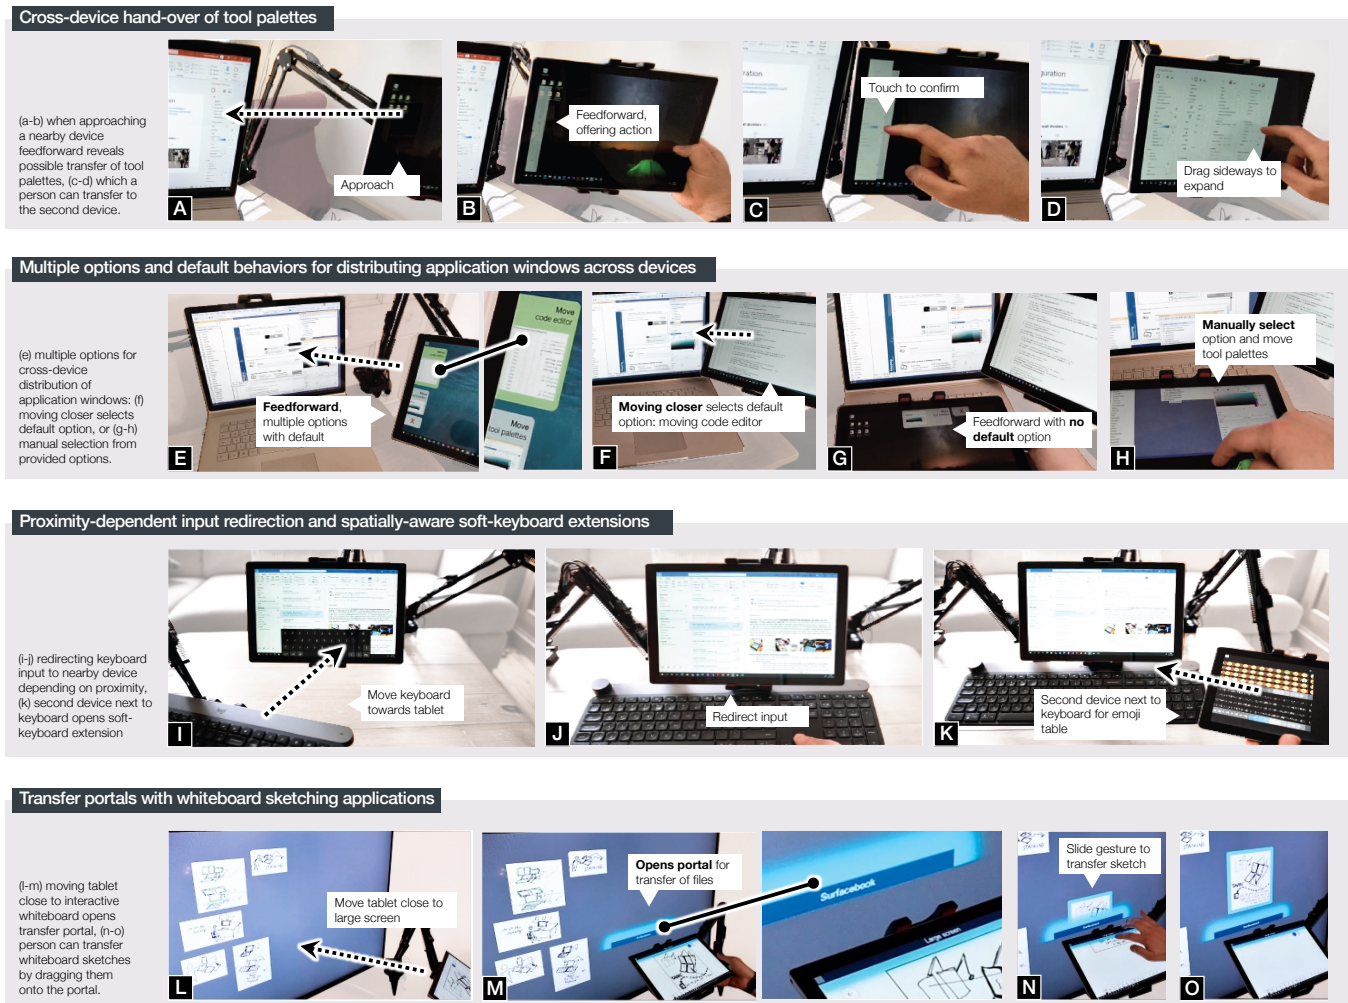 Cross-device hand-over of tool palettes
(a-b) when approaching
a nearby device
feedforward reveals
possible transfer of tool
palettes, (c-d) which a
person can transfer to
the second device.
Approach
A
Feedforward,
offering action
B
Touch to confirm
C
Drag sideways to
expand
D
Multiple options and default behaviors for distributing application windows across devices
(e) multiple options for
cross-device
distribution of
application windows: (f)
moving closer selects
default option, or (g-h)
manual selection from
provided options.
Feedforward,
multiple options
with default
E
Move
code editor
Move
tool palettes
Moving closer selects default
option: moving code editor
F
Feedforward with no
default option
G
Manually select
option and move
tool palettes
H
Proximity-dependent input redirection and spatially-aware soft-keyboard extensions
(i-j) redirecting keyboard
input to nearby device
depending on proximity,
(k) second device next to
keyboard opens soft-
keyboard extension
Move keyboard
towards tablet
I
Redirect input
J
Second device next to
keyboard for emoji
table
K
Transfer portals with whiteboard sketching applications
(l-m) moving tablet
close to interactive
whiteboard opens
transfer portal, (n-o)
person can transfer
whiteboard sketches
by dragging them
onto the portal.
Move tablet close to
large screen
L
Opens portal for
transfer of files
M
Surfacebook
Large screen
Slide gesture to
transfer sketch
N
O